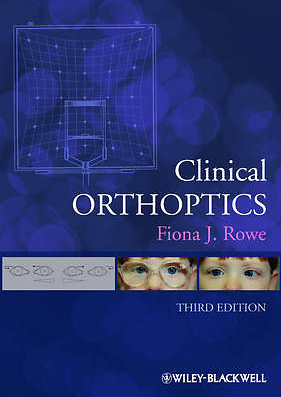 Clinical
ORTHOPTICS
Fiona J. Rowe
THIRD EDITION
WILEY-BLACKWELL